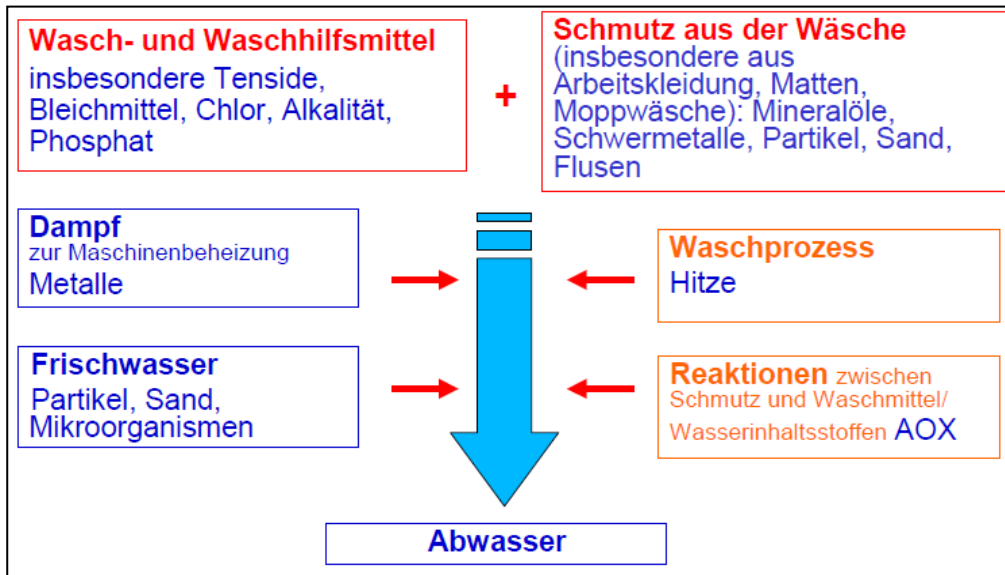 Wasch- und Waschhilfsmittel
insbesondere Tenside,
Bleichmittel, Chlor, Alkalität,
Phosphat
+
Schmutz aus der Wäsche
(insbesondere aus
Arbeitskleidung, Matten,
Moppwäsche): Mineralöle,
Schwermetalle, Partikel, Sand,
Flusen
Dampf
zur Maschinenbeheizung
Metalle
Waschprozess
Hitze
Frischwasser
Partikel, Sand,
Mikroorganismen
Reaktionen zwischen
Schmutz und Waschmittel/
Wasserinhaltsstoffen AOX
Abwasser